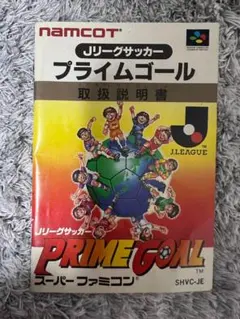 namcot
Jリーグサッカー
プライムゴール
取扱説明書
J.LEAGUE
Jリーグサッカー
PRIME GOAL
TM
スーパーファミコン
SHVC-JE